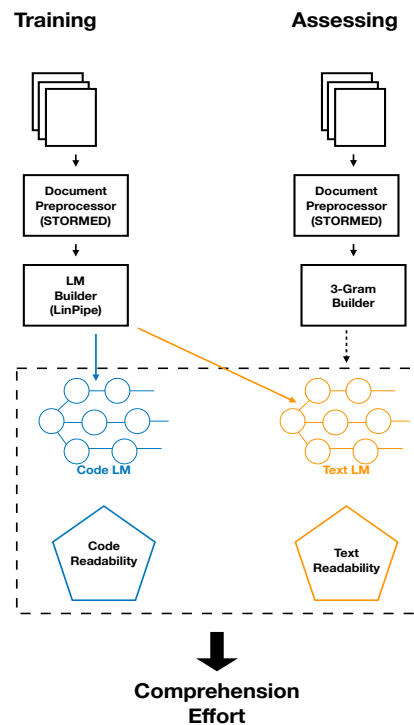 Training
Assessing
Document
Preprocessor
(STORMED)
Document
Preprocessor
(STORMED)
LM
Builder
(LinPipe)
3-Gram
Builder
Code LM
Text LM
Code
Readability
Text
Readability
Comprehension
Effort